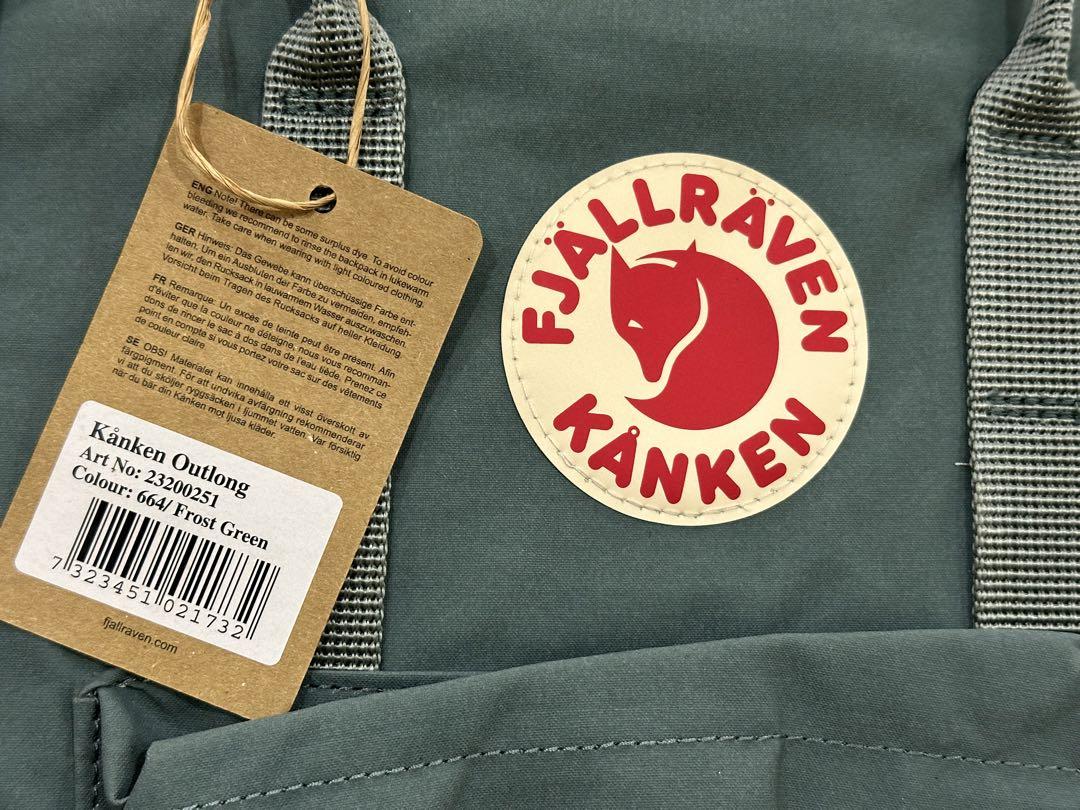 ENG Note! There can be some surplus dye. To avoid colour
bleeding we recommend to rinse the backpack in lukewarm
water. Take care when wearing with light coloured clothing.
GER Hinweis: Das Gewebe kann überschüssige Farbe ent-
halten. Um ein Ausbluten der Farbe zu vermeiden, empfeh-
len wir, den Rucksack in lauwarmem Wasser auszuwaschen.
Vorsicht beim Tragen des Rucksacks auf heller Kleidung.
FR Remarque: Un excès de teinte peut être présent. Afin
d'éviter que la couleur ne déteigne, nous vous recomman-
dons de rincer le sac à dos dans de l'eau tiède. Prenez ce
point en compte si vous portez votre sac sur des vêtements
de couleur claire.
SE OBS! Materialet kan innehålla ett visst överskott av
färgpigment. För att undvika avfärgning rekommenderar
vi att du sköljer ryggsäcken i ljummet vatten. Var försiktig
när du bär din Kånken mot ljusa kläder.
Kånken Outlong
Art No: 23200251
Colour: 664/ Frost Green
7 323451 021732
fjallraven.com
FJÄLLRÄVEN
KÅNKEN